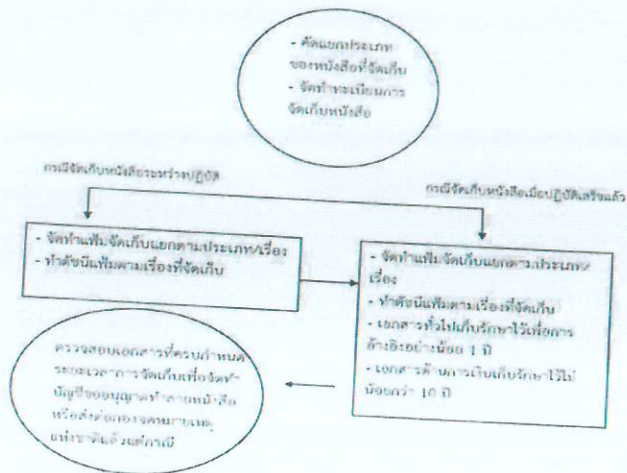 - คัดแยกประเภท
ของหนังสือที่จัดเก็บ
- จัดทำทะเบียนการ
จัดเก็บหนังสือ
กรณีจัดเก็บหนังสือระหว่างปฏิบัติ
กรณีจัดเก็บหนังสือเมื่อปฏิบัติเสร็จแล้ว
- จัดทำแฟ้มจัดเก็บแยกตามประเภท/เรื่อง
- ทำดัชนีแฟ้มตามเรื่องที่จัดเก็บ
- จัดทำแฟ้มจัดเก็บแยกตามประเภท/
เรื่อง
- ทำดัชนีแฟ้มตามเรื่องที่จัดเก็บ
- เอกสารทั่วไปเก็บรักษาไว้เพื่อการ
อ้างอิงอย่างน้อย 1 ปี
- เอกสารด้านการเงินเก็บรักษาไว้ไม่
น้อยกว่า 10 ปี
ตรวจสอบเอกสารที่ครบกำหนด
ระยะเวลาการจัดเก็บเพื่อจัดทำ
บัญชีขออนุญาตทำลายหนังสือ
หรือส่งต่อกองจดหมายเหตุ
แห่งชาติแล้วแต่กรณี